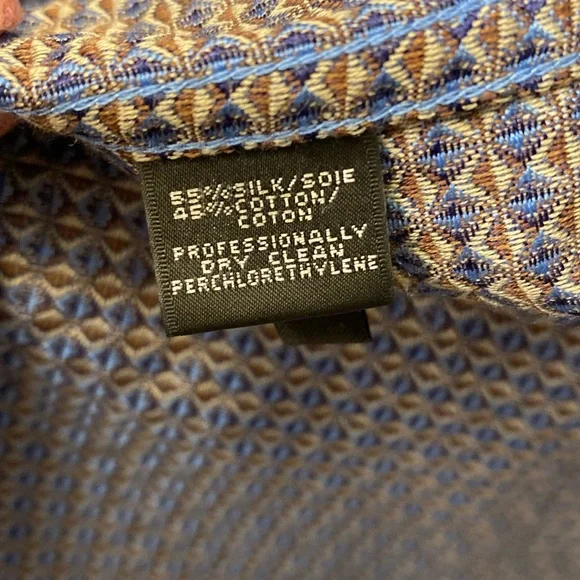 55% SILK/SOIE
45% COTTON/
COTON
PROFESSIONALLY
DRY CLEAN
PERCHLORETHYLENE